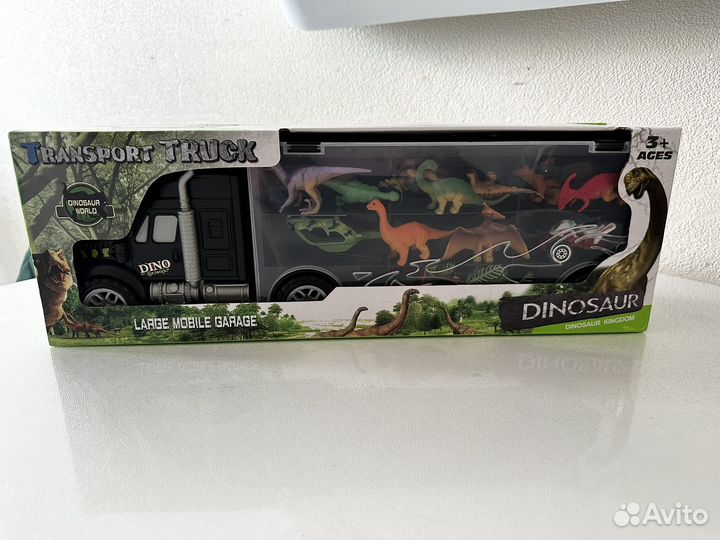 TRANSPORT TRUCK
3+
AGES
DINOSAUR
WORLD
DINO
LARGE MOBILE GARAGE
DINOSAUR
DINOSAUR KINGDOM
Avito